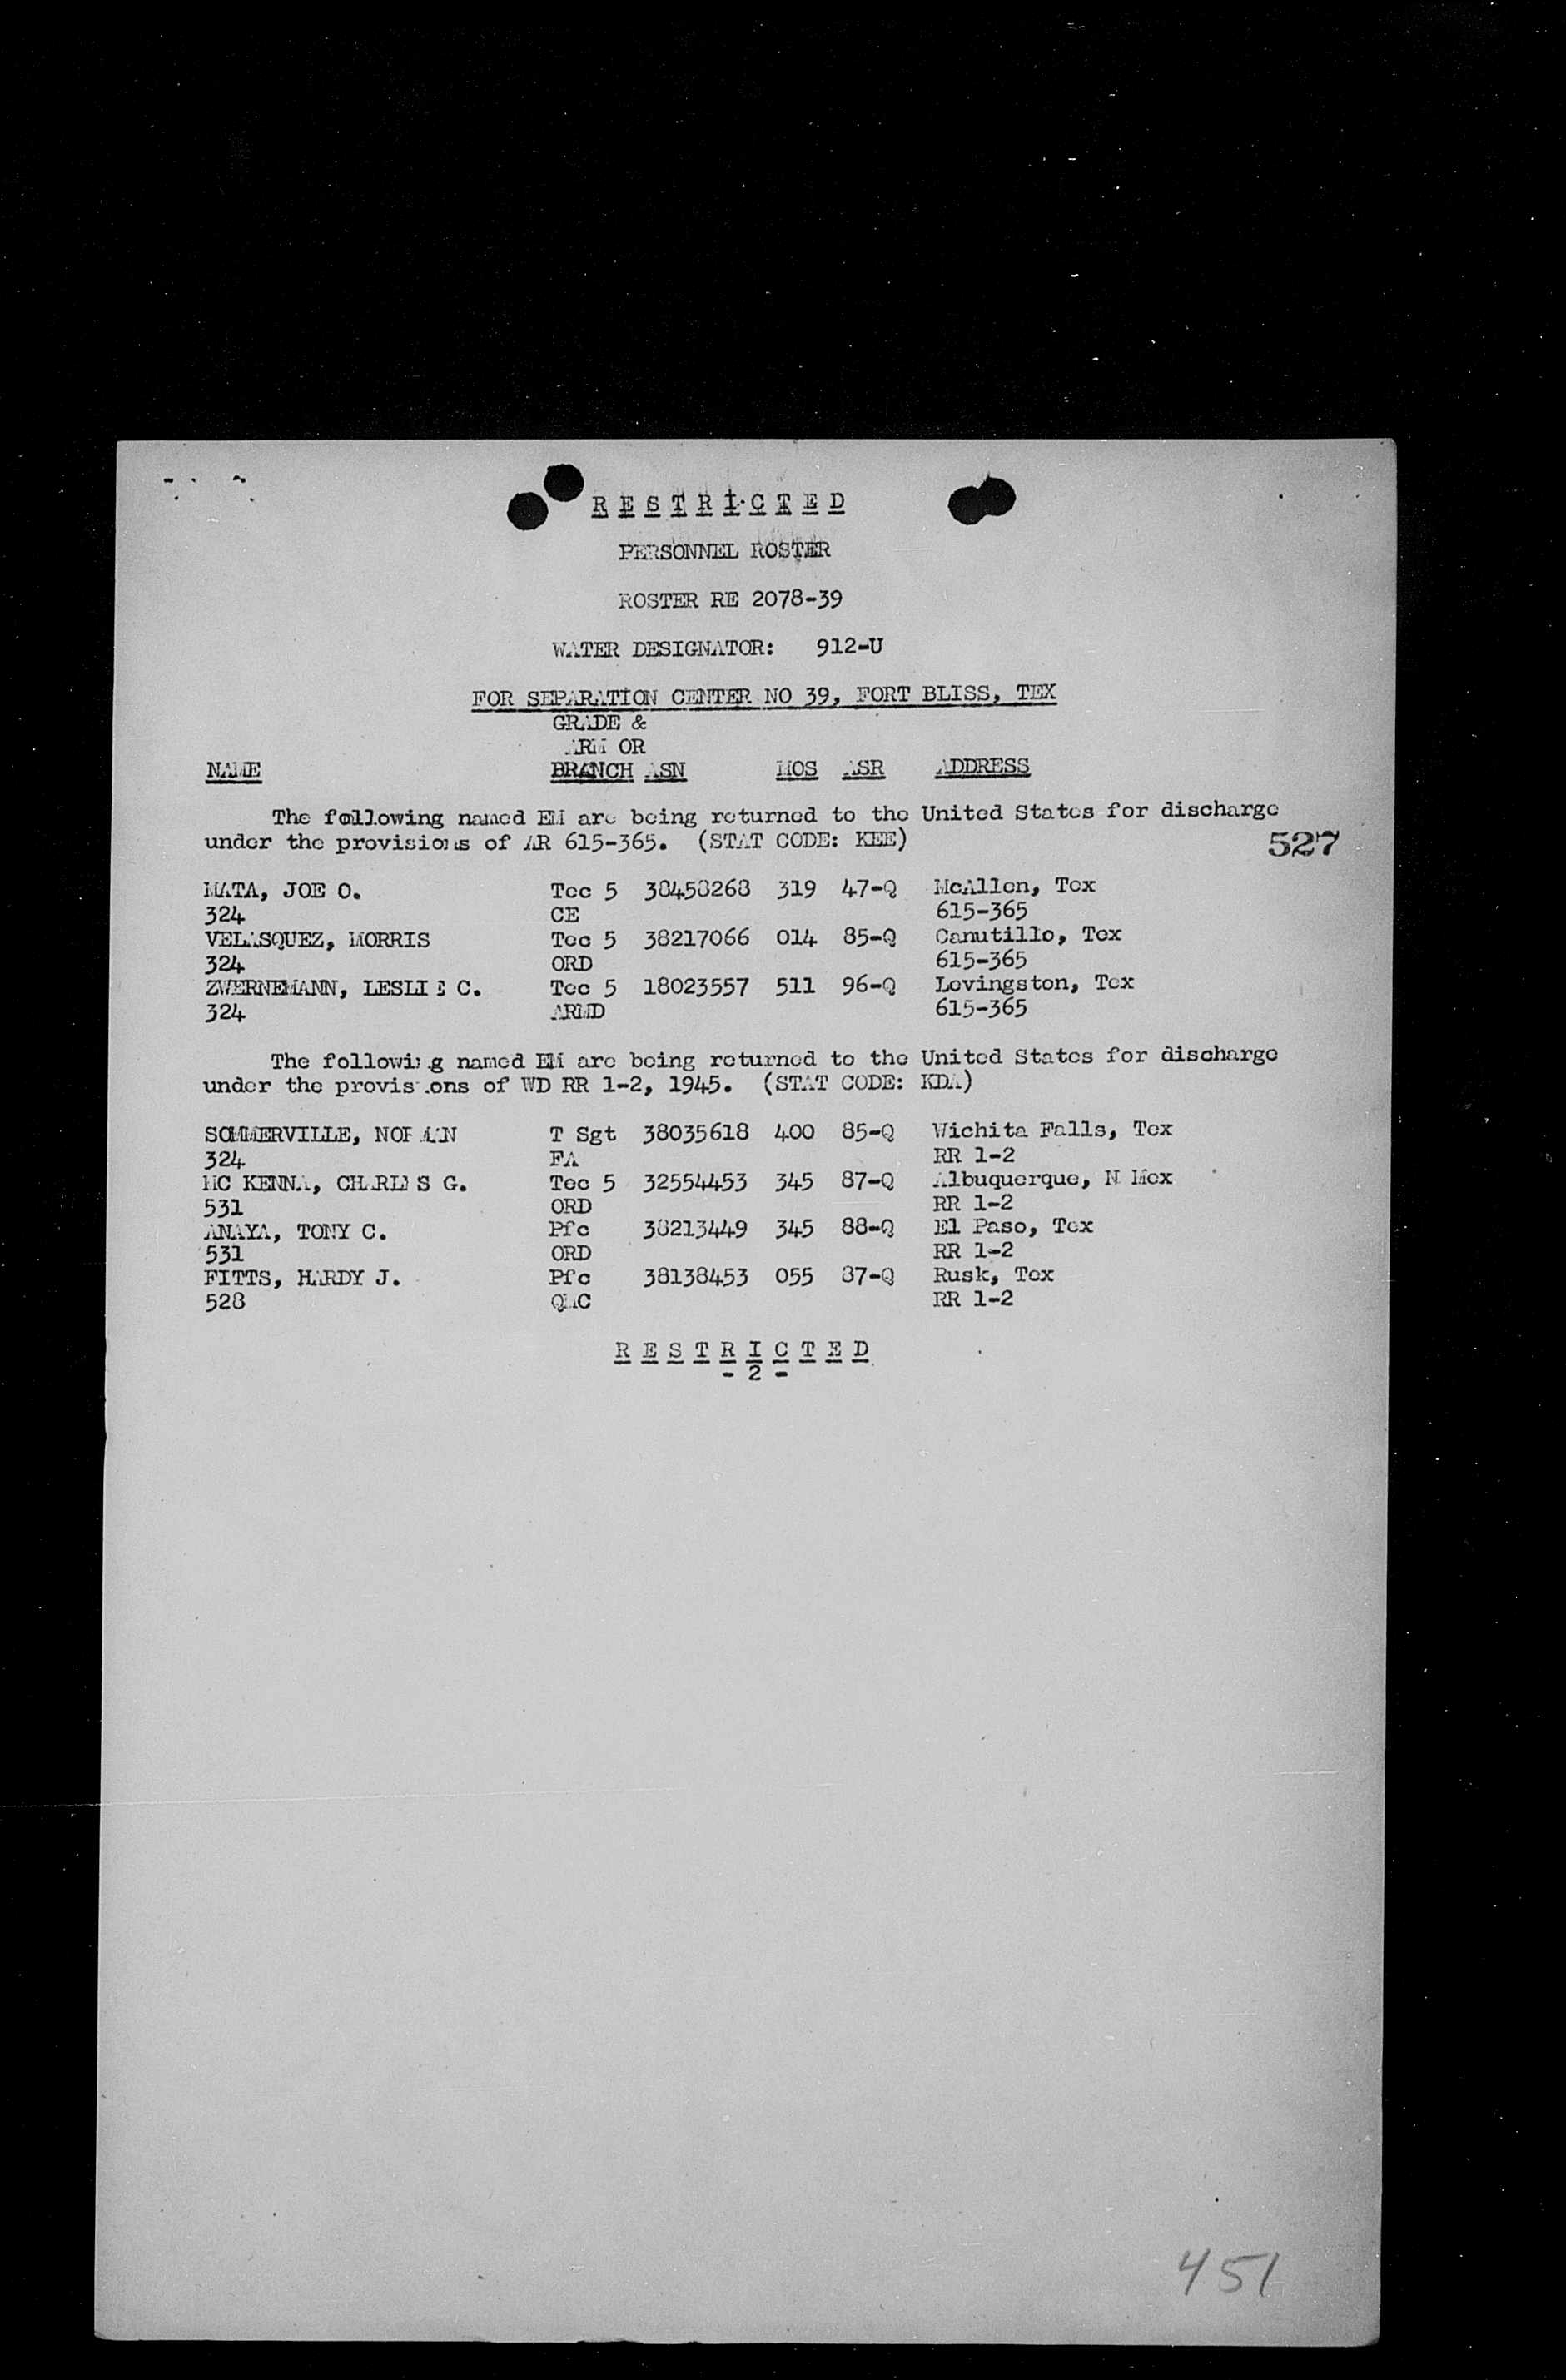 RESTRICTED
PERSONNEL ROSTER
ROSTER RE 2078-39
WATER DESIGNATOR: 912-U
FOR SEPARATION CENTER NO 39, FORT BLISS, TEX
GRADE &
ARM OR
NAME BRANCH ASN MOS ASR ADDRESS
The following named EM are being returned to the United States for discharge
under the provisions of AR 615-365. (STAT CODE: KEE)
527
MATA, JOE O. Tec 5 38458268 319 47-Q McAllen, Tex
324 CE 615-365
VELASQUEZ, MORRIS Tec 5 38217066 014 85-Q Canutillo, Tex
324 ORD 615-365
ZWERNEMANN, LESLIE C. Tec 5 18023557 511 96-Q Levingston, Tex
324 ARMD 615-365
The following named EM are being returned to the United States for discharge
under the provisions of WD RR 1-2, 1945. (STAT CODE: KDA)
SOMMERVILLE, NORMAN T Sgt 38035618 400 85-Q Wichita Falls, Tex
324 FA RR 1-2
MC KENNA, CHARLES G. Tec 5 32554453 345 87-Q Albuquerque, N Mex
531 ORD RR 1-2
ANAYA, TONY C. Pfc 38213449 345 88-Q El Paso, Tex
531 ORD RR 1-2
FITTS, HARDY J. Pfc 38138453 055 87-Q Rusk, Tex
528 QMC RR 1-2
RESTRICTED
- 2 -
451